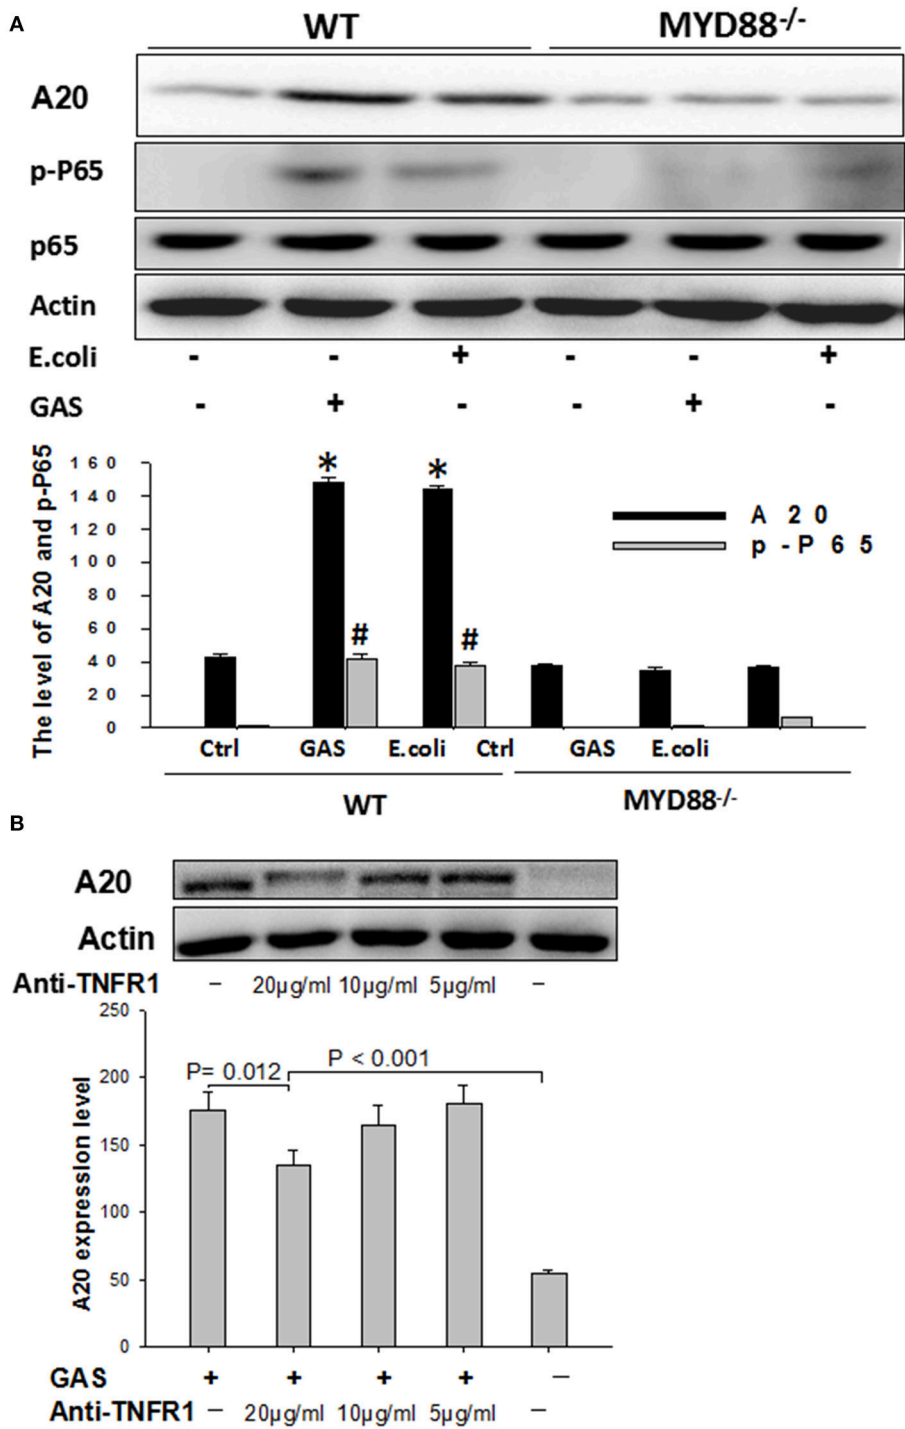 A
WT MYD88-/-
A20
p-P65
p65
Actin
E.coli - - + - - +
GAS - + - - + -
The level of A20 and p-P65
160
140
120
100
80
60
40
20
0
* *
# #
A 20
p - P 6 5
Ctrl GAS E.coli Ctrl GAS E.coli
WT MYD88-/-
B
A20
Actin
Anti-TNFR1 – 20µg/ml 10µg/ml 5µg/ml –
A20 expression level
250
200
150
100
50
0
P= 0.012
P < 0.001
GAS + + + + –
Anti-TNFR1 – 20µg/ml 10µg/ml 5µg/ml –